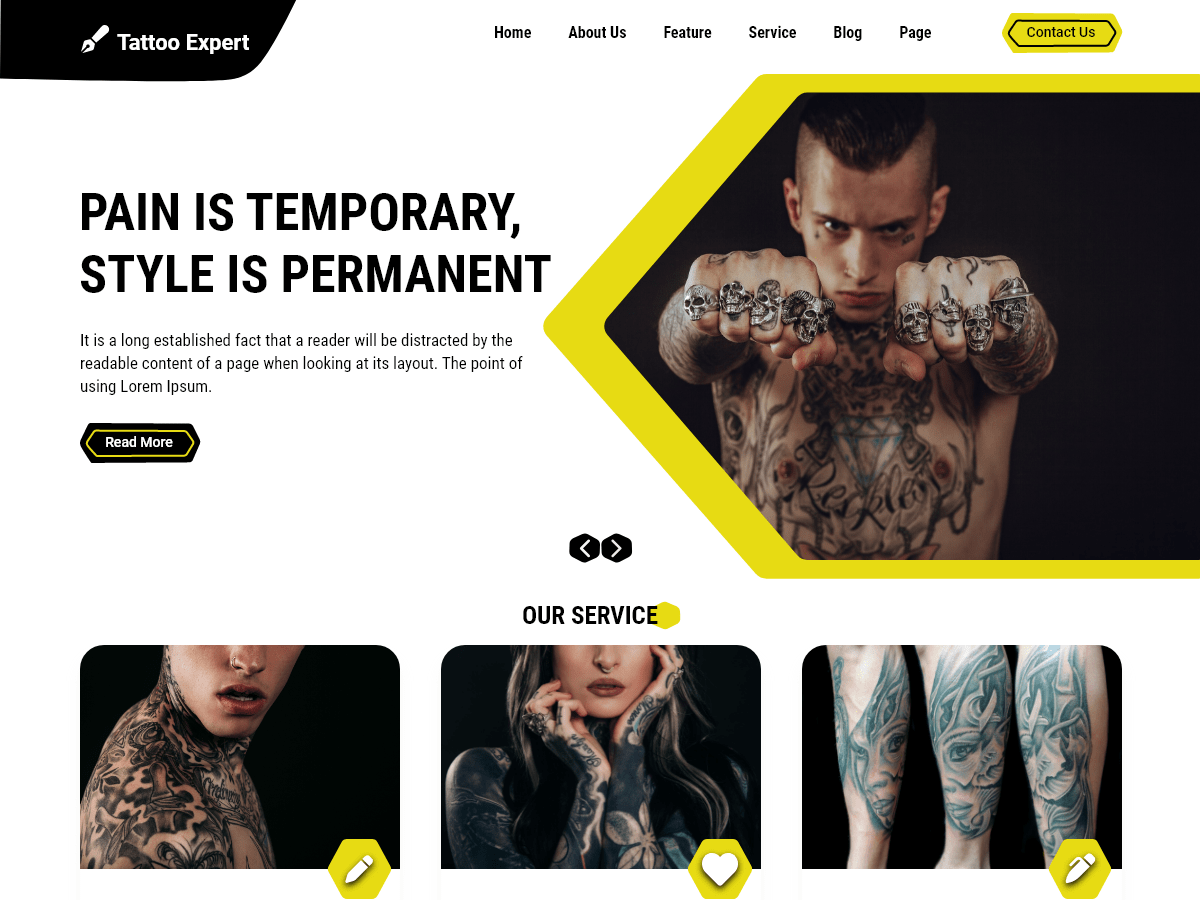 Tattoo Expert
Home About Us Feature Service Blog Page Contact Us
PAIN IS TEMPORARY,
STYLE IS PERMANENT
It is a long established fact that a reader will be distracted by the
readable content of a page when looking at its layout. The point of
using Lorem Ipsum.
Read More
XIII
Reckless
OUR SERVICE